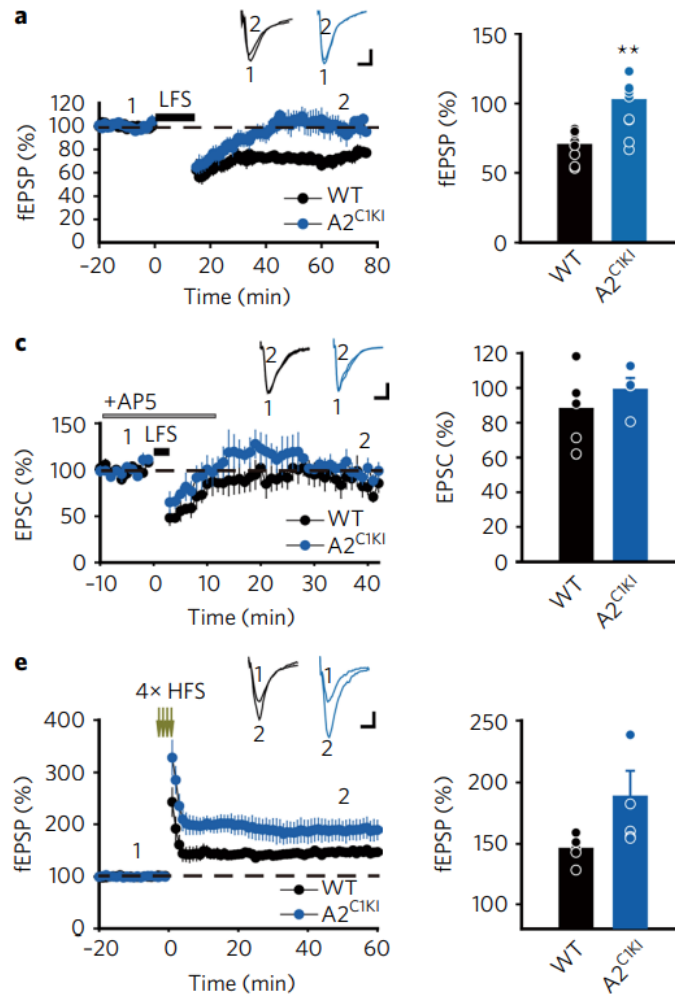 a
2
1
2
1
1
LFS
2
120
100
80
60
40
20
0
fEPSP (%)
WT
A2C1KI
-20
0
20
40
60
80
Time (min)
150
100
50
0
fEPSP (%)
**
WT
A2C1KI
c
2
1
2
1
+AP5
1
LFS
2
150
100
50
0
EPSC (%)
WT
A2C1KI
-10
0
10
20
30
40
Time (min)
120
100
80
60
40
20
0
EPSC (%)
WT
A2C1KI
e
4× HFS
1
2
1
2
1
2
400
300
200
100
0
fEPSP (%)
WT
A2C1KI
-20
0
20
40
60
Time (min)
250
200
150
100
fEPSP (%)
WT
A2C1KI